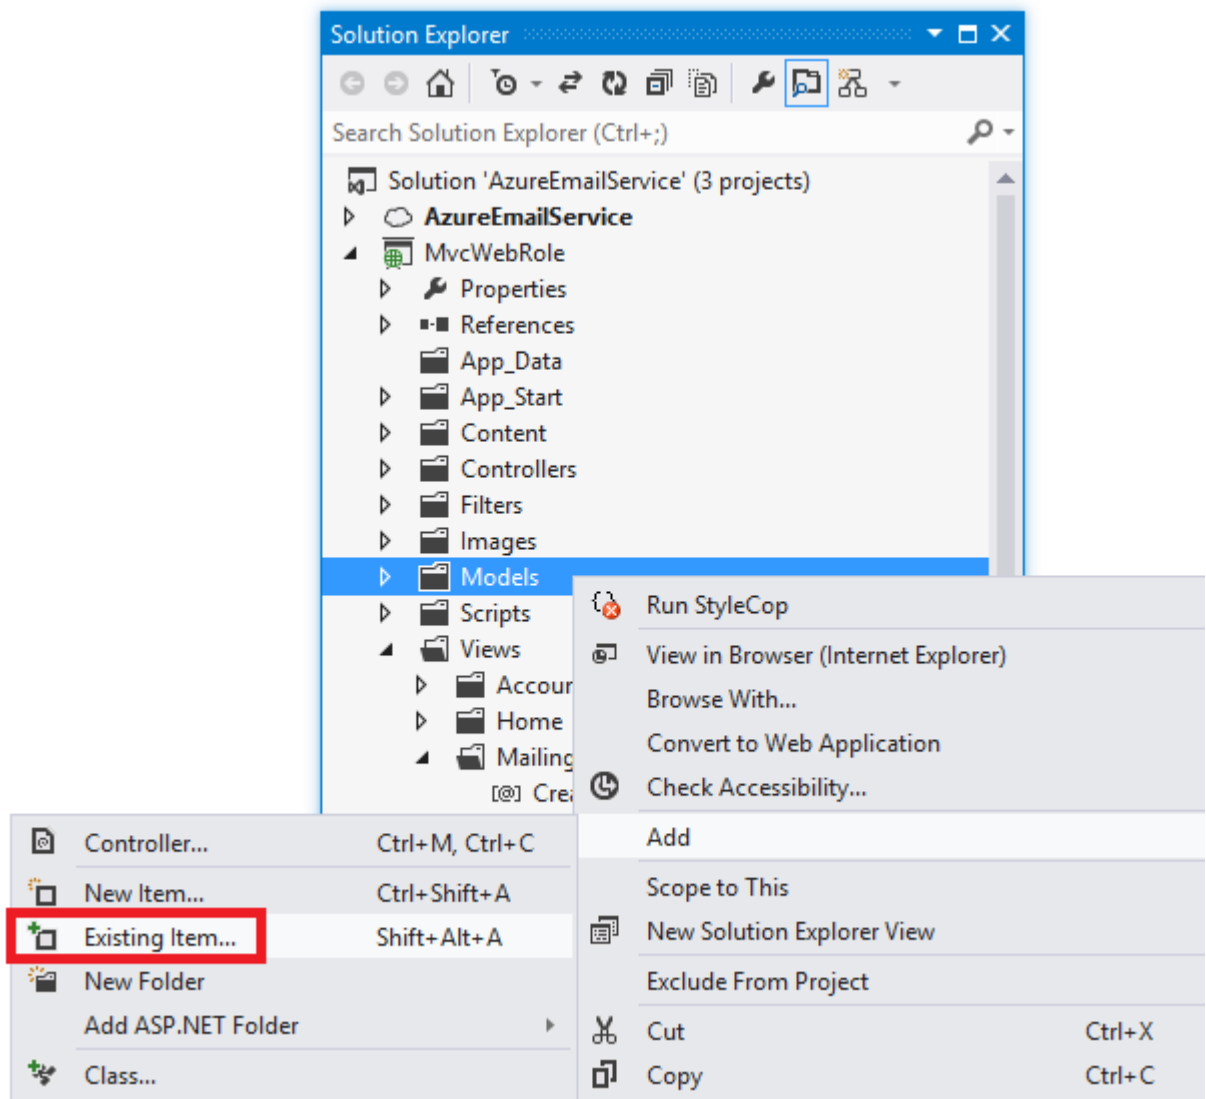 Solution Explorer
Search Solution Explorer (Ctrl+;)
Solution 'AzureEmailService' (3 projects)
AzureEmailService
MvcWebRole
Properties
References
App_Data
App_Start
Content
Controllers
Filters
Images
Models
Scripts
Views
Accoun
Home
Mailing
Crea
Run StyleCop
View in Browser (Internet Explorer)
Browse With...
Convert to Web Application
Check Accessibility...
Add
Scope to This
New Solution Explorer View
Exclude From Project
Cut Ctrl+X
Copy Ctrl+C
Controller... Ctrl+M, Ctrl+C
New Item... Ctrl+Shift+A
Existing Item... Shift+Alt+A
New Folder
Add ASP.NET Folder
Class...